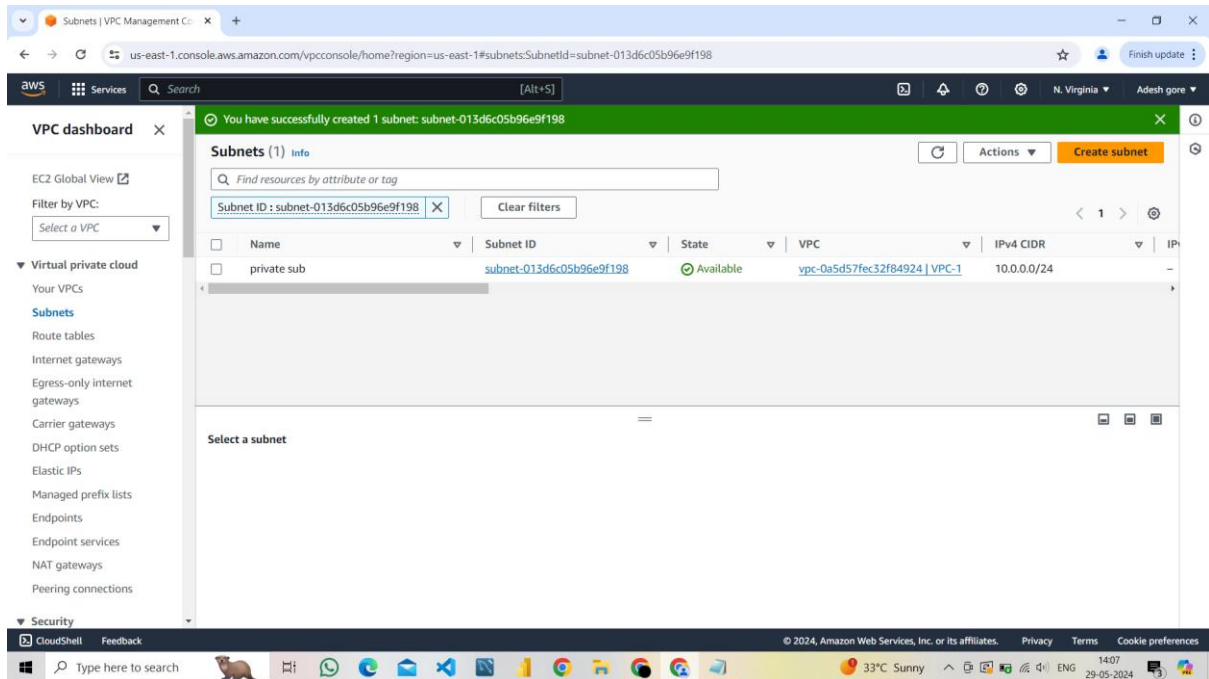 Subnets | VPC Management Co
us-east-1.console.aws.amazon.com/vpcconsole/home?region=us-east-1#subnets:SubnetId=subnet-013d6c05b96e9f198
Finish update
aws
Services
Search
[Alt+S]
N. Virginia
Adesh gore
VPC dashboard
EC2 Global View
Filter by VPC:
Select a VPC
Virtual private cloud
Your VPCs
Subnets
Route tables
Internet gateways
Egress-only internet
gateways
Carrier gateways
DHCP option sets
Elastic IPs
Managed prefix lists
Endpoints
Endpoint services
NAT gateways
Peering connections
Security
You have successfully created 1 subnet: subnet-013d6c05b96e9f198
Subnets (1) Info
Actions
Create subnet
Find resources by attribute or tag
Subnet ID : subnet-013d6c05b96e9f198
Clear filters
1
Name Subnet ID State VPC IPv4 CIDR
private sub subnet-013d6c05b96e9f198 Available vpc-0a5d57fec32f84924 | VPC-1 10.0.0.0/24 –
Select a subnet
CloudShell Feedback © 2024, Amazon Web Services, Inc. or its affiliates. Privacy Terms Cookie preferences
Type here to search
33°C Sunny
ENG
14:07
29-05-2024
3